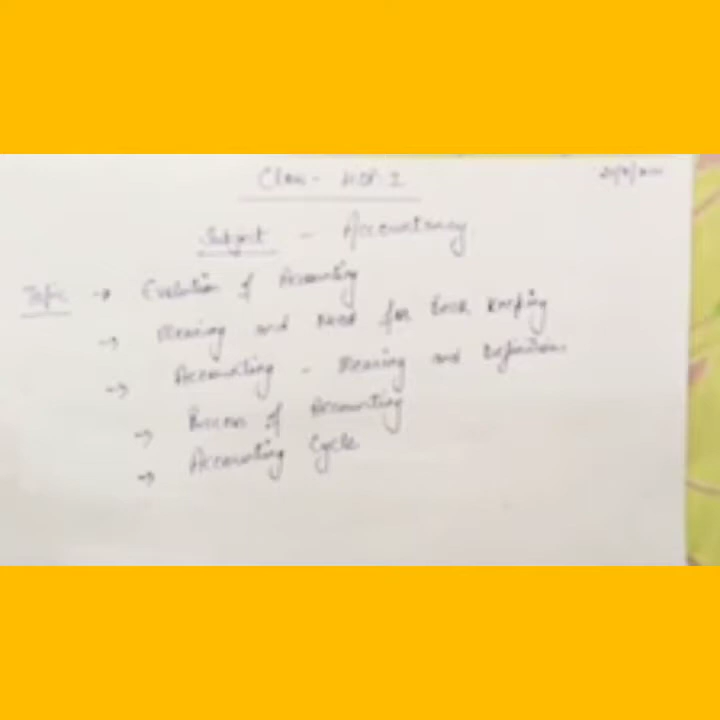 Class -
Subject - Accountancy
Topic → Evolution of Accounting
→ Meaning and Need for Book Keeping
→ Accounting - Meaning and Definition
→ Process of Accounting
→ Accounting Cycle